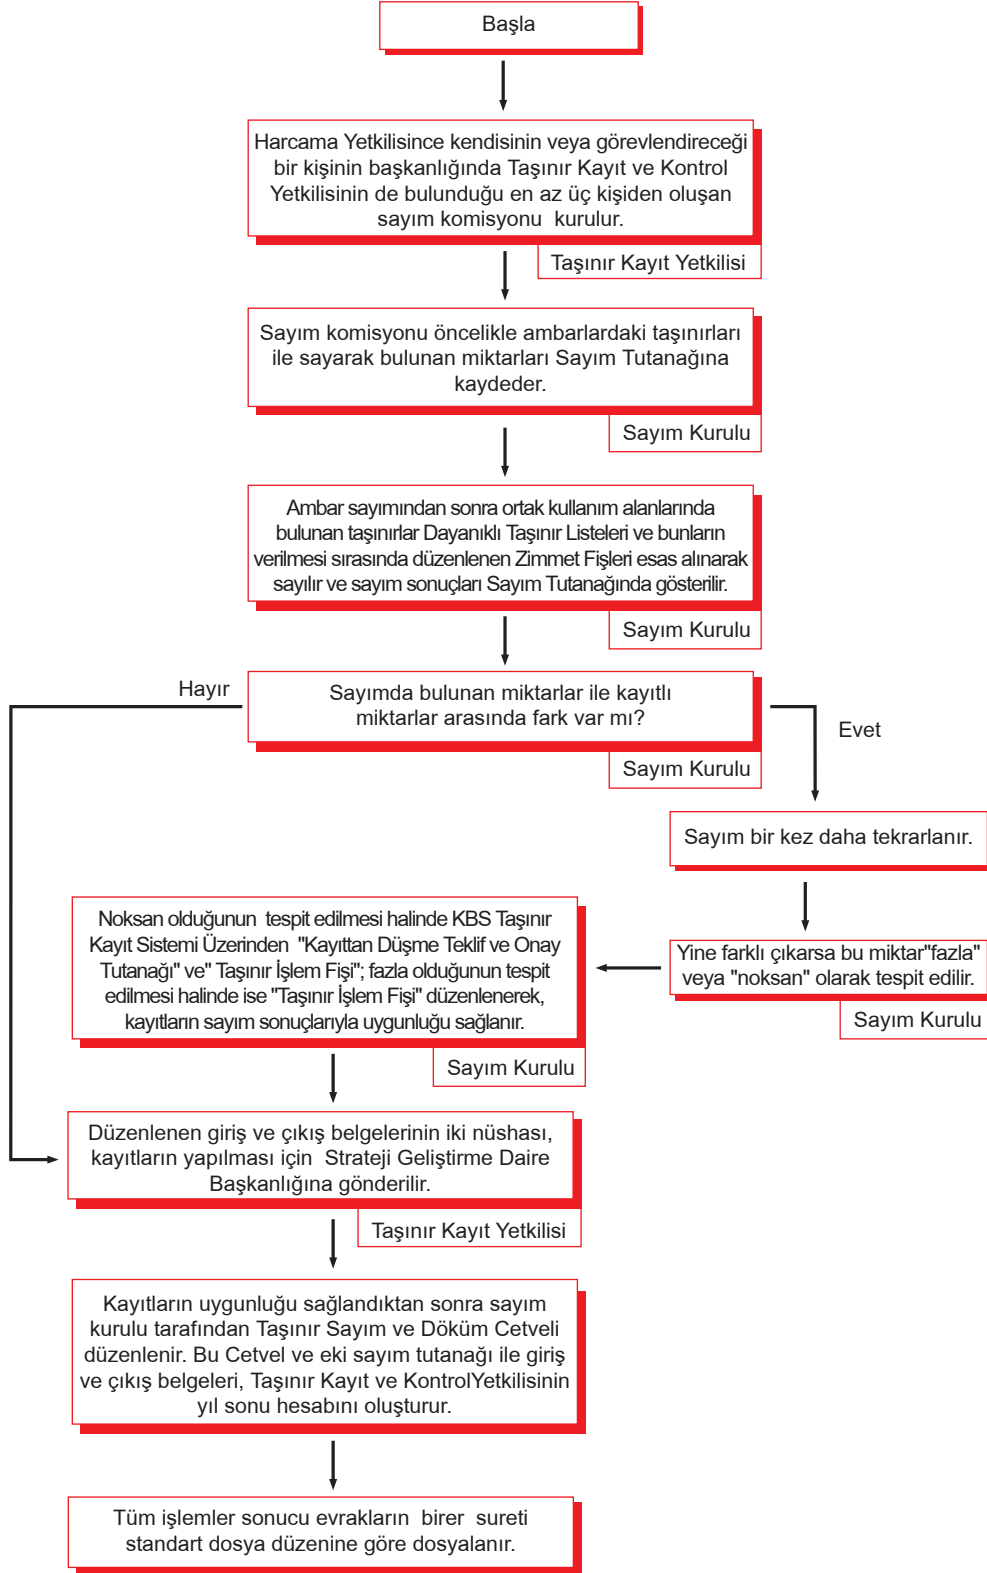 Başla
Harcama Yetkilisince kendisinin veya görevlendireceği
bir kişinin başkanlığında Taşınır Kayıt ve Kontrol
Yetkilisinin de bulunduğu en az üç kişiden oluşan
sayım komisyonu kurulur.
Taşınır Kayıt Yetkilisi
Sayım komisyonu öncelikle ambarlardaki taşınırları
ile sayarak bulunan miktarları Sayım Tutanağına
kaydeder.
Sayım Kurulu
Ambar sayımından sonra ortak kullanım alanlarında
bulunan taşınırlar Dayanıklı Taşınır Listeleri ve bunların
verilmesi sırasında düzenlenen Zimmet Fişleri esas alınarak
sayılır ve sayım sonuçları Sayım Tutanağında gösterilir.
Sayım Kurulu
Hayır
Sayımda bulunan miktarlar ile kayıtlı
miktarlar arasında fark var mı?
Evet
Sayım Kurulu
Sayım bir kez daha tekrarlanır.
Yine farklı çıkarsa bu miktar"fazla"
veya "noksan" olarak tespit edilir.
Sayım Kurulu
Noksan olduğunun tespit edilmesi halinde KBS Taşınır
Kayıt Sistemi Üzerinden "Kayıttan Düşme Teklif ve Onay
Tutanağı" ve" Taşınır İşlem Fişi"; fazla olduğunun tespit
edilmesi halinde ise "Taşınır İşlem Fişi" düzenlenerek,
kayıtların sayım sonuçlarıyla uygunluğu sağlanır.
Sayım Kurulu
Düzenlenen giriş ve çıkış belgelerinin iki nüshası,
kayıtların yapılması için Strateji Geliştirme Daire
Başkanlığına gönderilir.
Taşınır Kayıt Yetkilisi
Kayıtların uygunluğu sağlandıktan sonra sayım
kurulu tarafından Taşınır Sayım ve Döküm Cetveli
düzenlenir. Bu Cetvel ve eki sayım tutanağı ile giriş
ve çıkış belgeleri, Taşınır Kayıt ve KontrolYetkilisinin
yıl sonu hesabını oluşturur.
Tüm işlemler sonucu evrakların birer sureti
standart dosya düzenine göre dosyalanır.